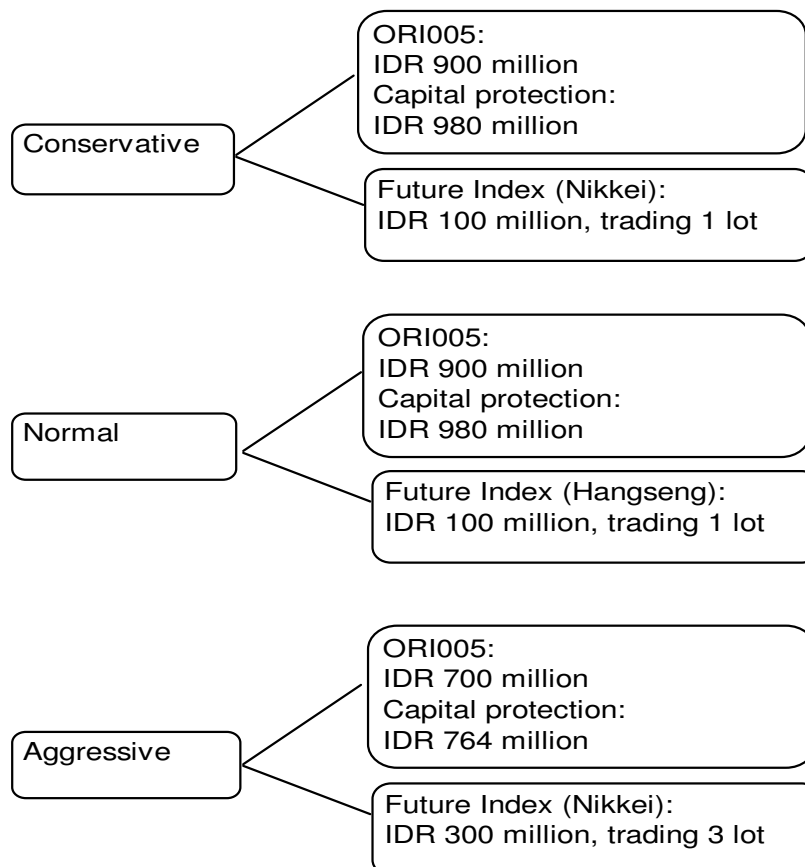 Conservative
ORI005:
IDR 900 million
Capital protection:
IDR 980 million
Future Index (Nikkei):
IDR 100 million, trading 1 lot
Normal
ORI005:
IDR 900 million
Capital protection:
IDR 980 million
Future Index (Hangseng):
IDR 100 million, trading 1 lot
Aggressive
ORI005:
IDR 700 million
Capital protection:
IDR 764 million
Future Index (Nikkei):
IDR 300 million, trading 3 lot